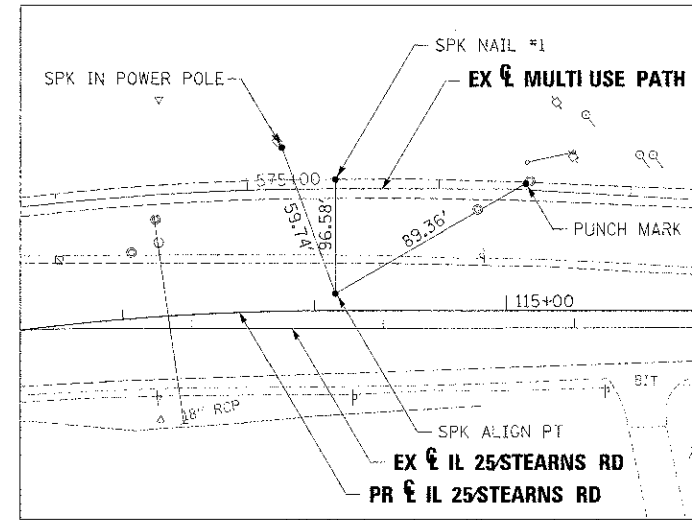 SPK NAIL #1
SPK IN POWER POLE
EX ℄ MULTI USE PATH
575+00
59.74'
96.58'
89.36'
PUNCH MARK
115+00
BIT
18" RCP
SPK ALIGN PT
EX ℄ IL 25/STEARNS RD
PR ℄ IL 25/STEARNS RD